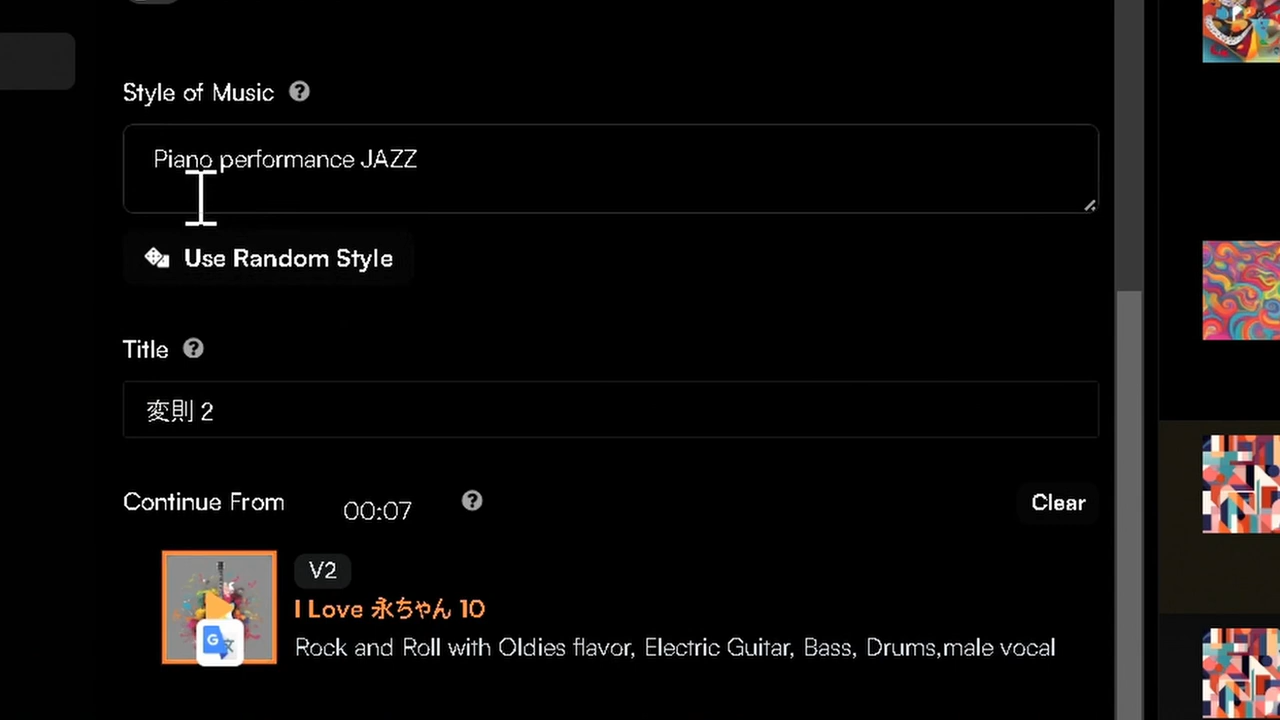 Style of Music
Piano performance JAZZ
Use Random Style
Title
変則 2
Continue From 00:07
Clear
V2
I Love 永ちゃん 10
Rock and Roll with Oldies flavor, Electric Guitar, Bass, Drums,male vocal